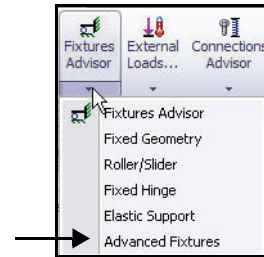 Fixtures External Connections
Advisor Loads... Advisor
Fixtures Advisor
Fixed Geometry
Roller/Slider
Fixed Hinge
Elastic Support
Advanced Fixtures